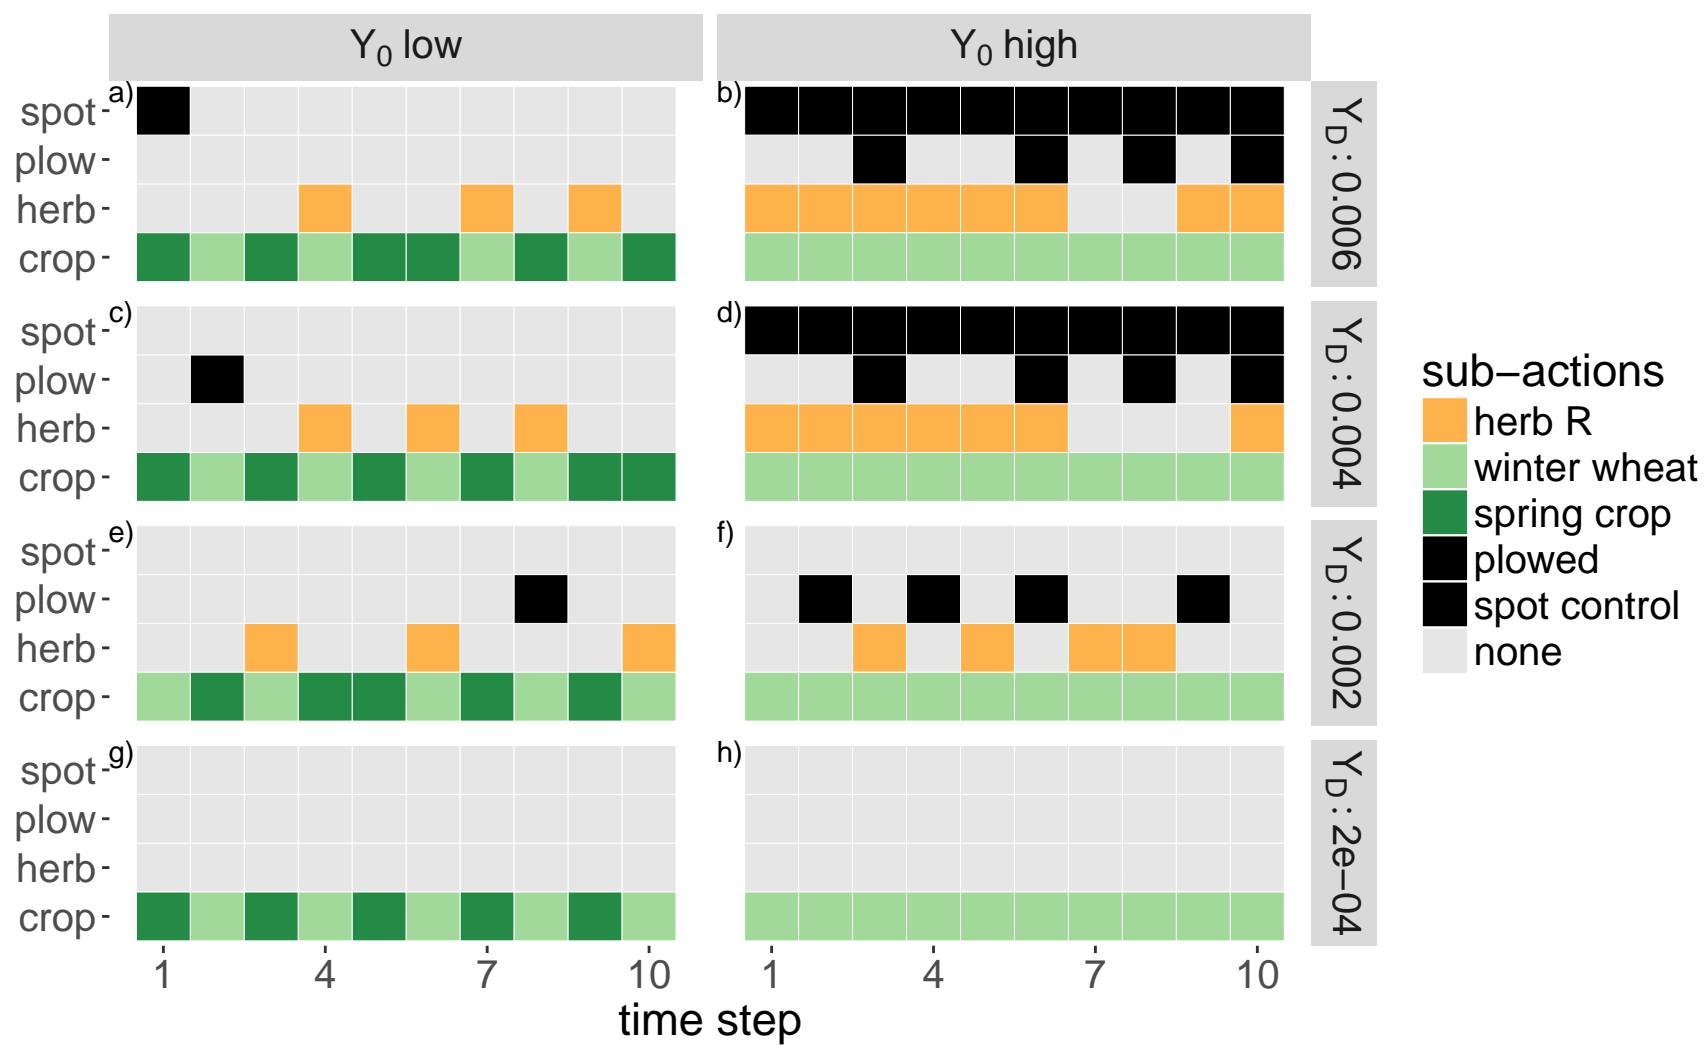 Y0 low
Y0 high
a)
b)
spot
plow
herb
crop
YD: 0.006
c)
d)
spot
plow
herb
crop
YD: 0.004
e)
f)
spot
plow
herb
crop
YD: 0.002
g)
h)
spot
plow
herb
crop
YD: 2e−04
1 4 7 10
1 4 7 10
time step
sub−actions
herb R
winter wheat
spring crop
plowed
spot control
none